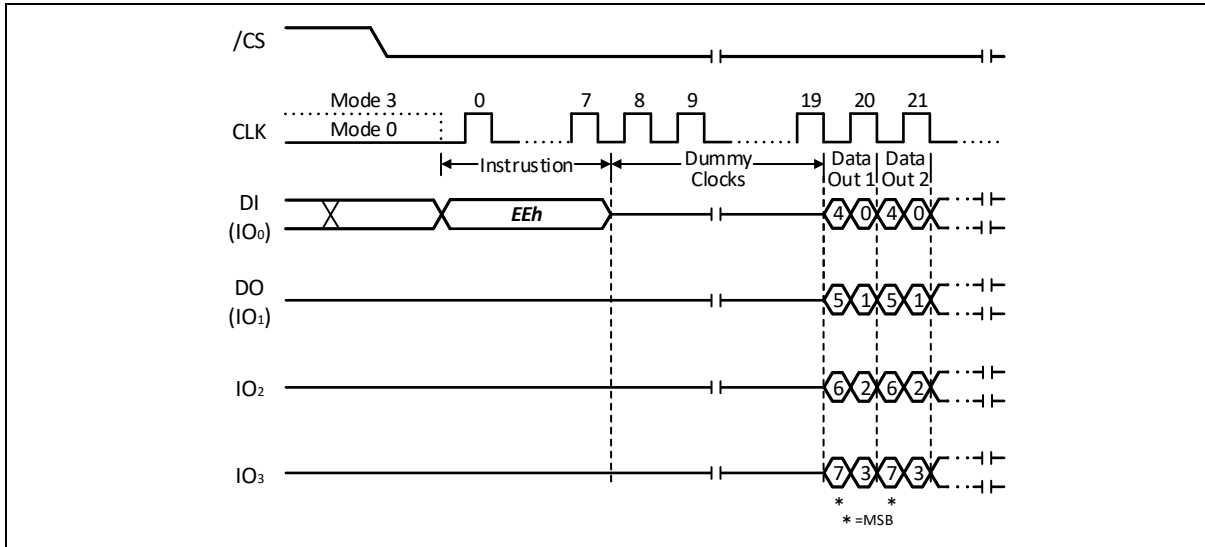 /CS
Mode 3 0 7 8 9 19 20 21
CLK Mode 0
Instrustion Dummy Clocks Data Out 1 Data Out 2
DI (IO0) EEh 4 0 4 0
DO (IO1) 5 1 5 1
IO2 6 2 6 2
IO3 7 3 7 3
* *
* =MSB